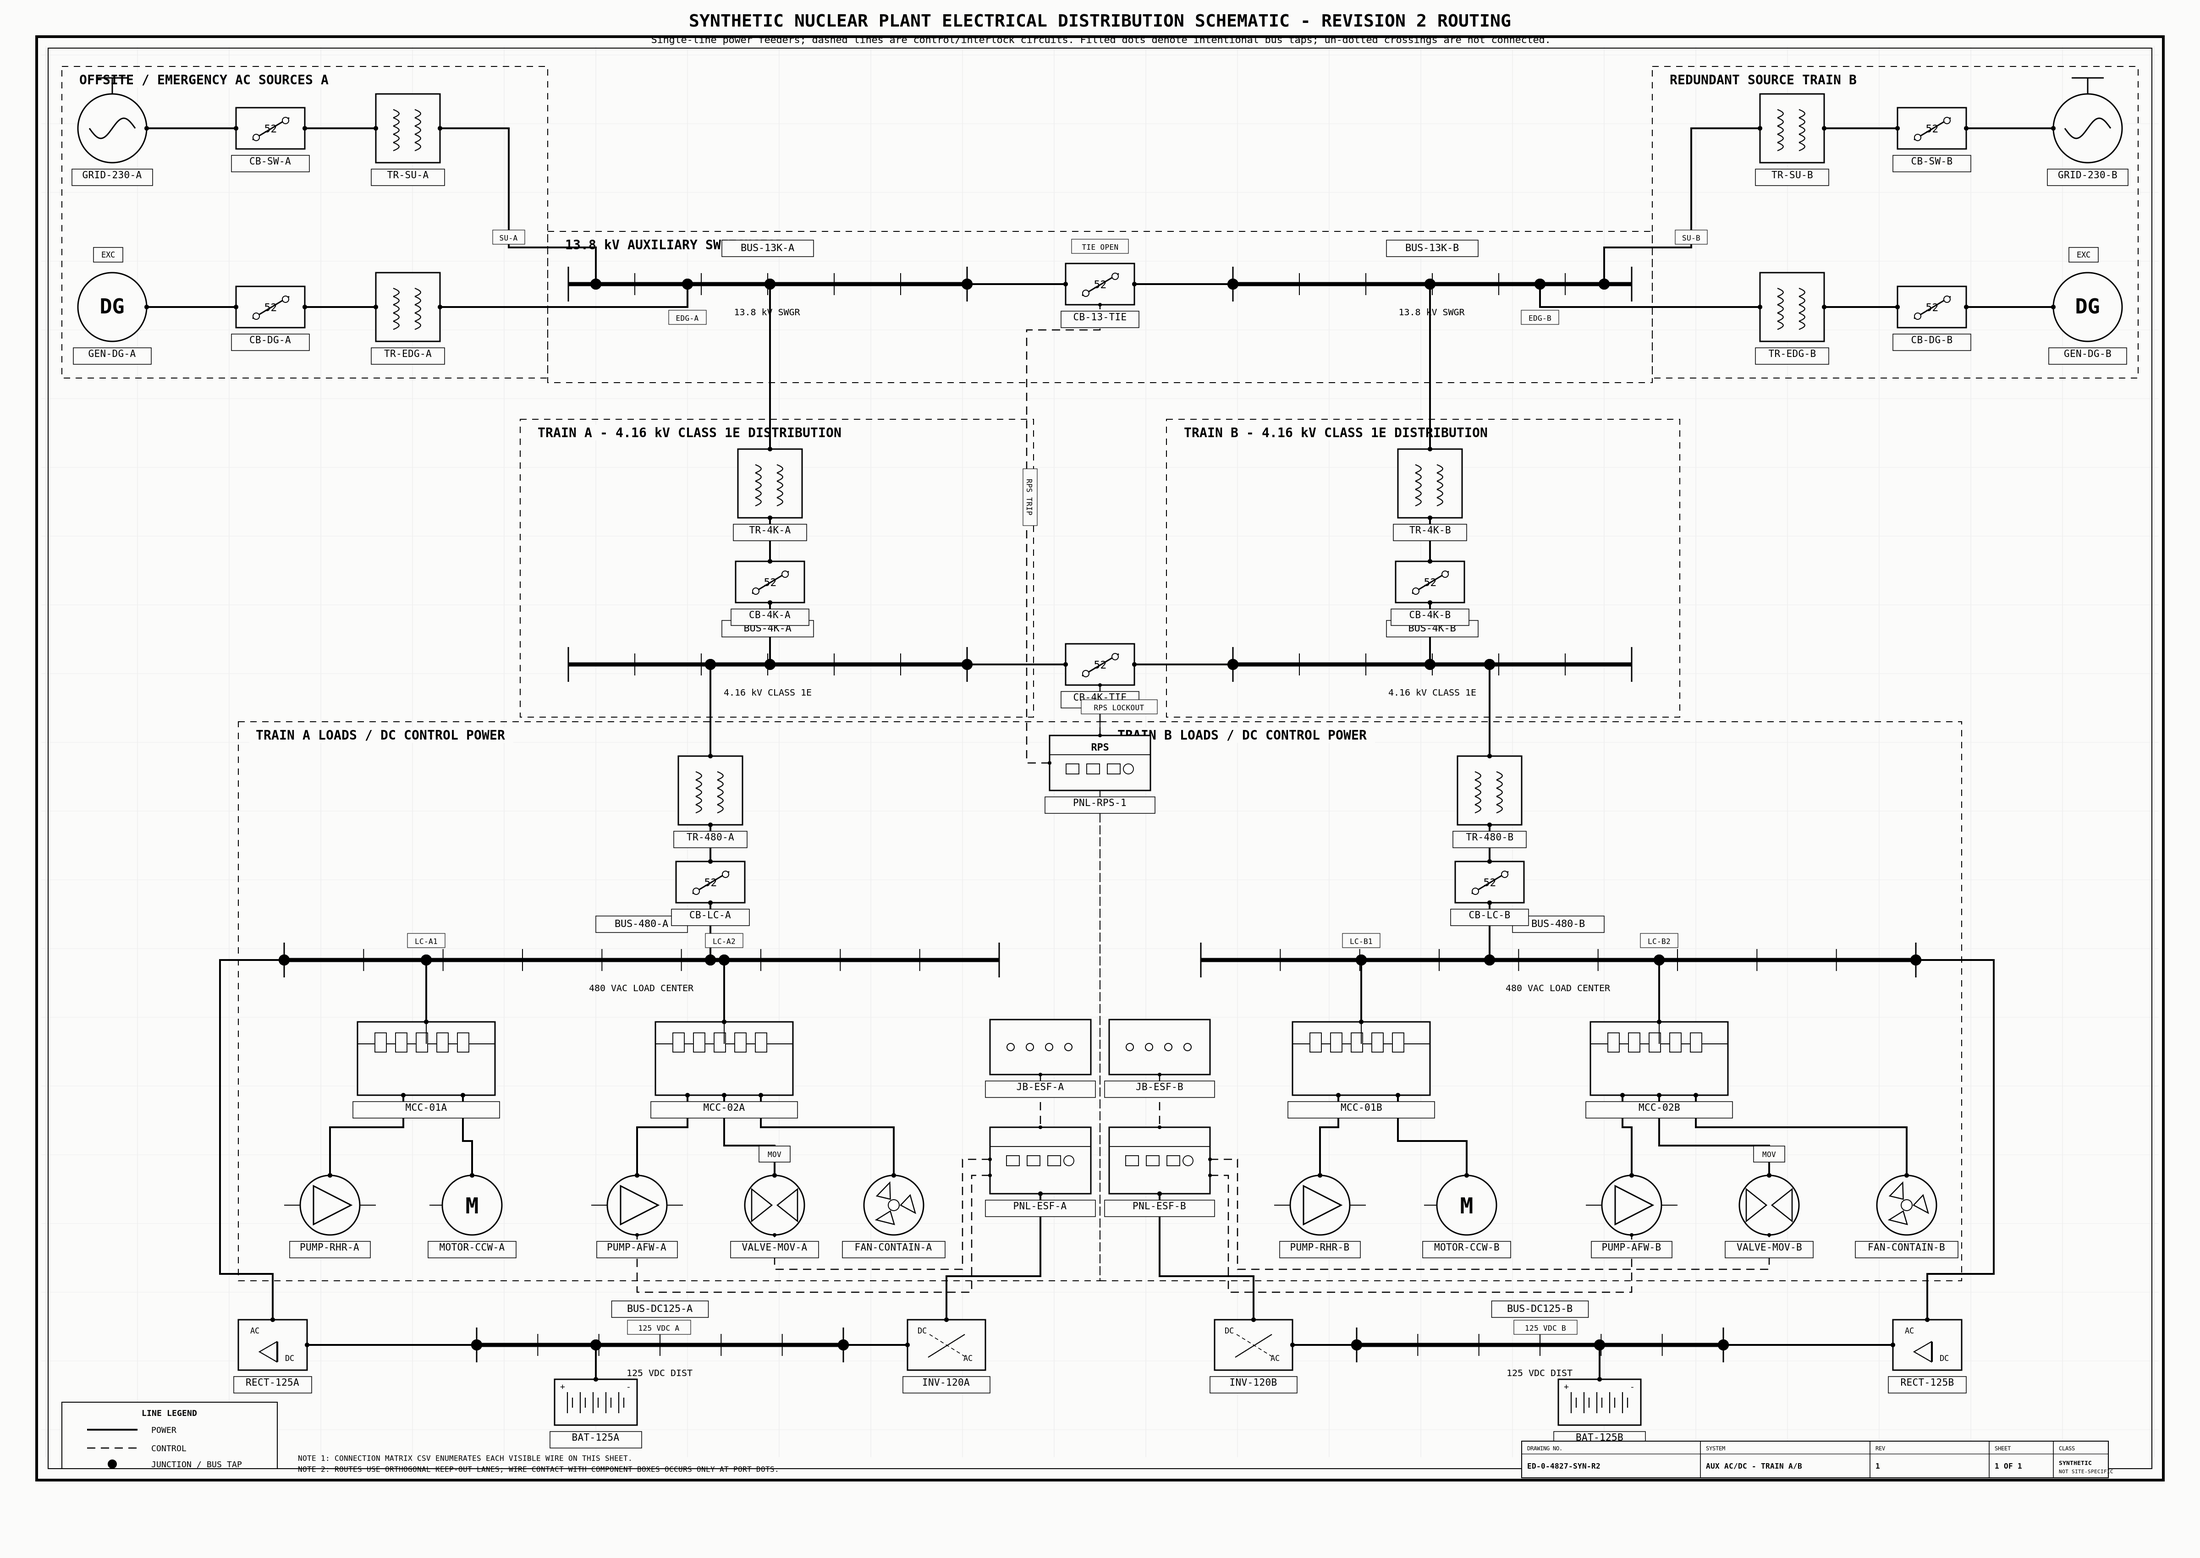 SYNTHETIC NUCLEAR PLANT ELECTRICAL DISTRIBUTION SCHEMATIC - REVISION 2 ROUTING
Single-line power feeders; dashed lines are control/interlock circuits. Filled dots denote intentional bus taps; un-dotted crossings are not connected.
OFFSITE / EMERGENCY AC SOURCES A
REDUNDANT SOURCE TRAIN B
52
52
GRID-230-A
CB-SW-A
TR-SU-A
TR-SU-B
CB-SW-B
GRID-230-B
SU-A
SU-B
13.8 kV AUXILIARY SW
BUS-13K-A
TIE OPEN
BUS-13K-B
EXC
EXC
52
DG
52
52
DG
13.8 kV SWGR
13.8 kV SWGR
EDG-A
CB-13-TIE
EDG-B
GEN-DG-A
CB-DG-A
TR-EDG-A
TR-EDG-B
CB-DG-B
GEN-DG-B
TRAIN A - 4.16 kV CLASS 1E DISTRIBUTION
TRAIN B - 4.16 kV CLASS 1E DISTRIBUTION
RPS TRIP
TR-4K-A
TR-4K-B
52
52
CB-4K-A
CB-4K-B
BUS-4K-A
BUS-4K-B
52
4.16 kV CLASS 1E
CB-4K-TIE
4.16 kV CLASS 1E
RPS LOCKOUT
TRAIN A LOADS / DC CONTROL POWER
TRAIN B LOADS / DC CONTROL POWER
RPS
PNL-RPS-1
TR-480-A
TR-480-B
52
52
CB-LC-A
CB-LC-B
BUS-480-A
BUS-480-B
LC-A1
LC-A2
LC-B1
LC-B2
480 VAC LOAD CENTER
480 VAC LOAD CENTER
JB-ESF-A
JB-ESF-B
MCC-01A
MCC-02A
MCC-01B
MCC-02B
MOV
MOV
M
M
PNL-ESF-A
PNL-ESF-B
PUMP-RHR-A
MOTOR-CCW-A
PUMP-AFW-A
VALVE-MOV-A
FAN-CONTAIN-A
PUMP-RHR-B
MOTOR-CCW-B
PUMP-AFW-B
VALVE-MOV-B
FAN-CONTAIN-B
BUS-DC125-A
BUS-DC125-B
125 VDC A
125 VDC B
AC
DC
DC
AC
DC
AC
AC
DC
125 VDC DIST
125 VDC DIST
RECT-125A
INV-120A
INV-120B
RECT-125B
+ -
+ -
BAT-125A
BAT-125B
LINE LEGEND
POWER
CONTROL
JUNCTION / BUS TAP
NOTE 1: CONNECTION MATRIX CSV ENUMERATES EACH VISIBLE WIRE ON THIS SHEET.
NOTE 2: ROUTES USE ORTHOGONAL KEEP-OUT LANES, WIRE CONTACT WITH COMPONENT BOXES OCCURS ONLY AT PORT DOTS.
DRAWING NO.
SYSTEM
REV
SHEET
CLASS
ED-0-4827-SYN-R2
AUX AC/DC - TRAIN A/B
1
1 OF 1
SYNTHETIC
NOT SITE-SPECIFIC